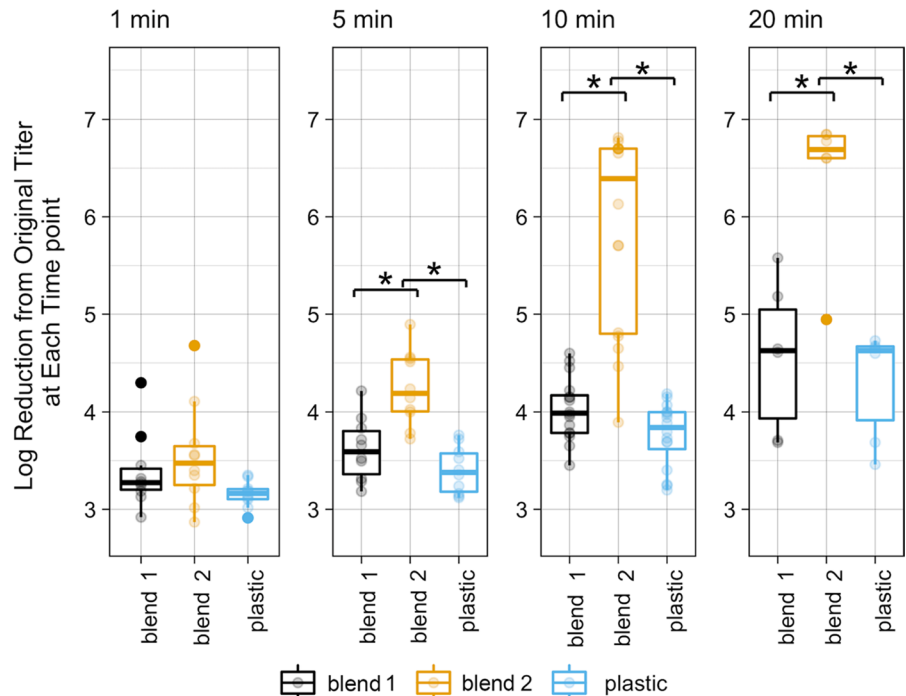 1 min 5 min 10 min 20 min
Log Reduction from Original Titer
at Each Time point
7 7 7 7
6 6 6 6
5 5 5 5
4 4 4 4
3 3 3 3
* * * * * *
blend 1 blend 2 plastic blend 1 blend 2 plastic blend 1 blend 2 plastic blend 1 blend 2 plastic
blend 1 blend 2 plastic